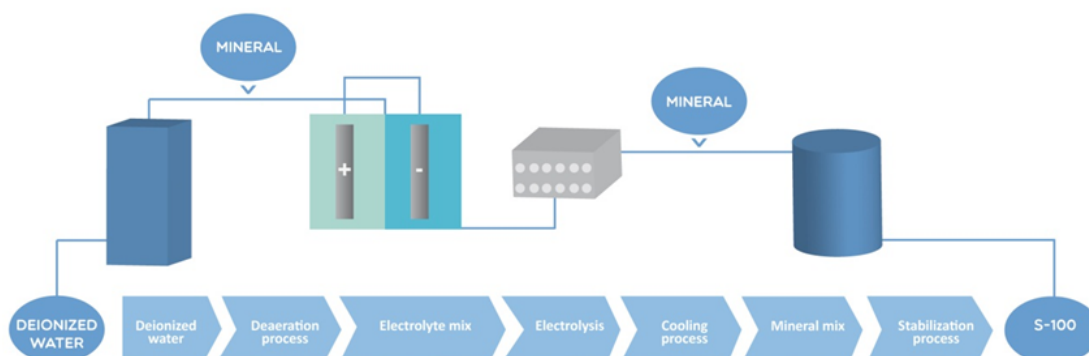 MINERAL
MINERAL
+
-
DEIONIZED
WATER
Deionized
water
Deaeration
process
Electrolyte mix
Electrolysis
Cooling
process
Mineral mix
Stabilization
process
S-100